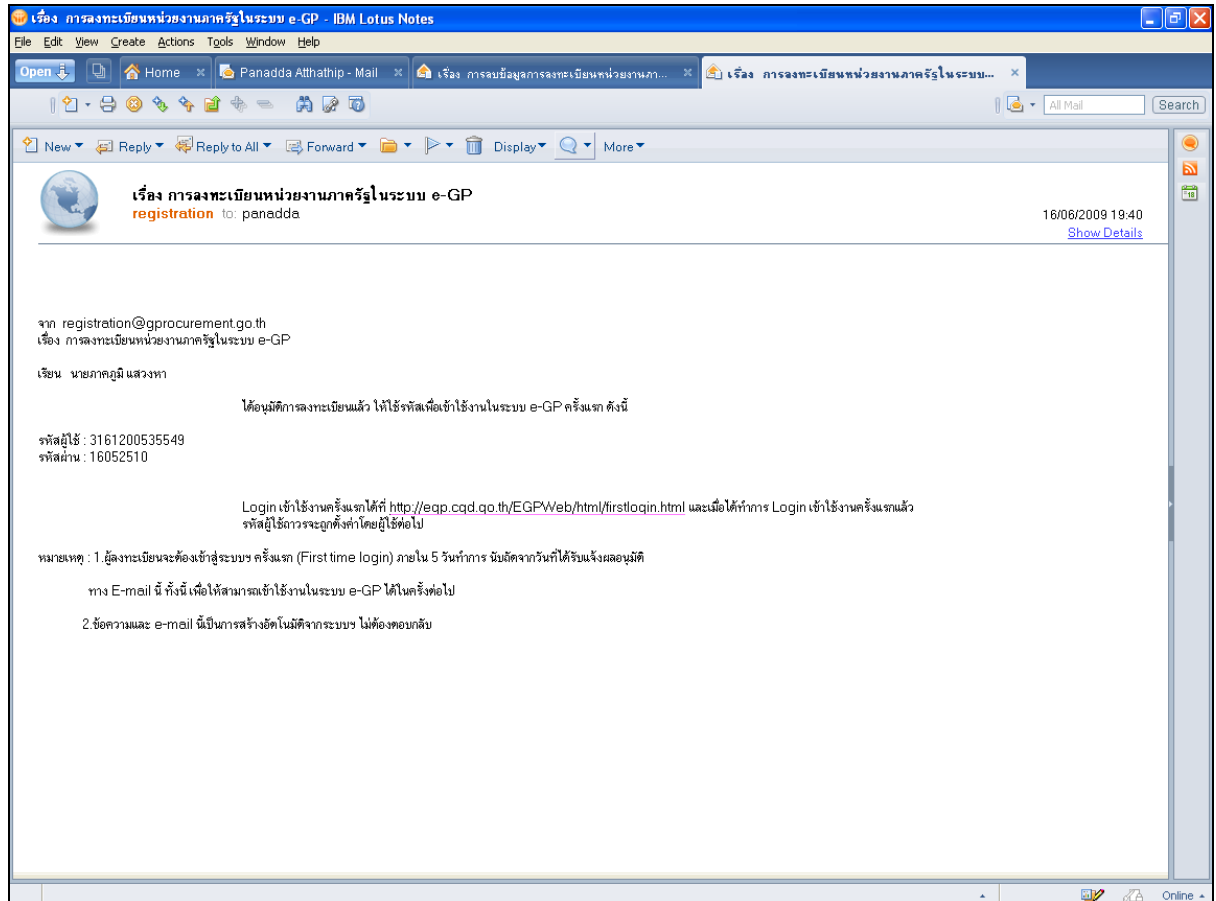 เรื่อง การลงทะเบียนหน่วยงานภาครัฐในระบบ e-GP - IBM Lotus Notes
File Edit View Create Actions Tools Window Help
Open Home Panadda Atthathip - Mail เรื่อง การลบข้อมูลการลงทะเบียนหน่วยงานภา... เรื่อง การลงทะเบียนหน่วยงานภาครัฐในระบบ...
All Mail Search
New Reply Reply to All Forward Display More
เรื่อง การลงทะเบียนหน่วยงานภาครัฐในระบบ e-GP
registration to: panadda
16/06/2009 19:40
Show Details
18
จาก registration@gprocurement.go.th
เรื่อง การลงทะเบียนหน่วยงานภาครัฐในระบบ e-GP
เรียน นายภาคภูมิ แสวงหา
ได้อนุมัติการลงทะเบียนแล้ว ให้ใช้รหัสเพื่อเข้าใช้งานในระบบ e-GP ครั้งแรก ดังนี้
รหัสผู้ใช้ : 3161200535549
รหัสผ่าน : 16052510
Login เข้าใช้งานครั้งแรกได้ที่ http://egp.cgd.go.th/EGPWeb/html/firstlogin.html และเมื่อได้ทำการ Login เข้าใช้งานครั้งแรกแล้ว
รหัสผู้ใช้ถาวรจะถูกตั้งค่าโดยผู้ใช้ต่อไป
หมายเหตุ : 1.ผู้ลงทะเบียนจะต้องเข้าสู่ระบบฯ ครั้งแรก (First time login) ภายใน 5 วันทำการ นับถัดจากวันที่ได้รับแจ้งผลอนุมัติ
ทาง E-mail นี้ ทั้งนี้ เพื่อให้สามารถเข้าใช้งานในระบบ e-GP ได้ในครั้งต่อไป
2.ข้อความและ e-mail นี้เป็นการสร้างอัตโนมัติจากระบบฯ ไม่ต้องตอบกลับ
Online